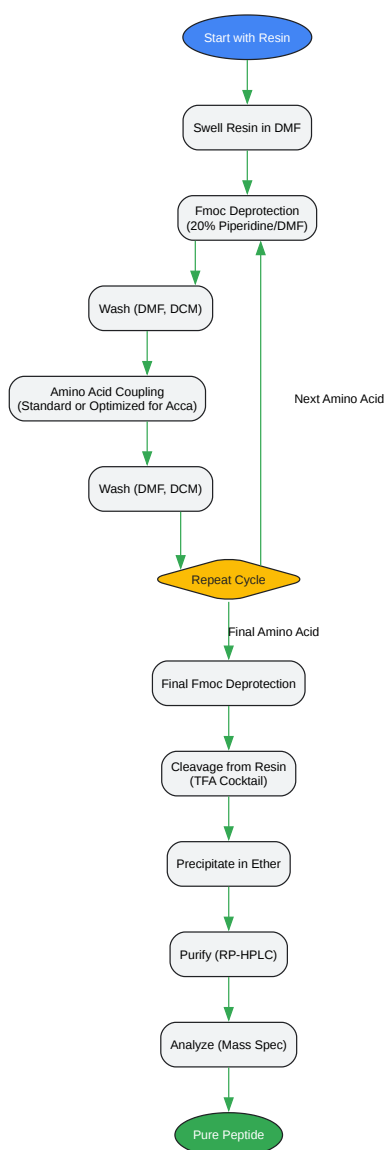 Start with Resin
Swell Resin in DMF
Fmoc Deprotection
(20% Piperidine/DMF)
Wash (DMF, DCM)
Amino Acid Coupling
(Standard or Optimized for Acca)
Next Amino Acid
Wash (DMF, DCM)
Repeat Cycle
Final Amino Acid
Final Fmoc Deprotection
Cleavage from Resin
(TFA Cocktail)
Precipitate in Ether
Purify (RP-HPLC)
Analyze (Mass Spec)
Pure Peptide